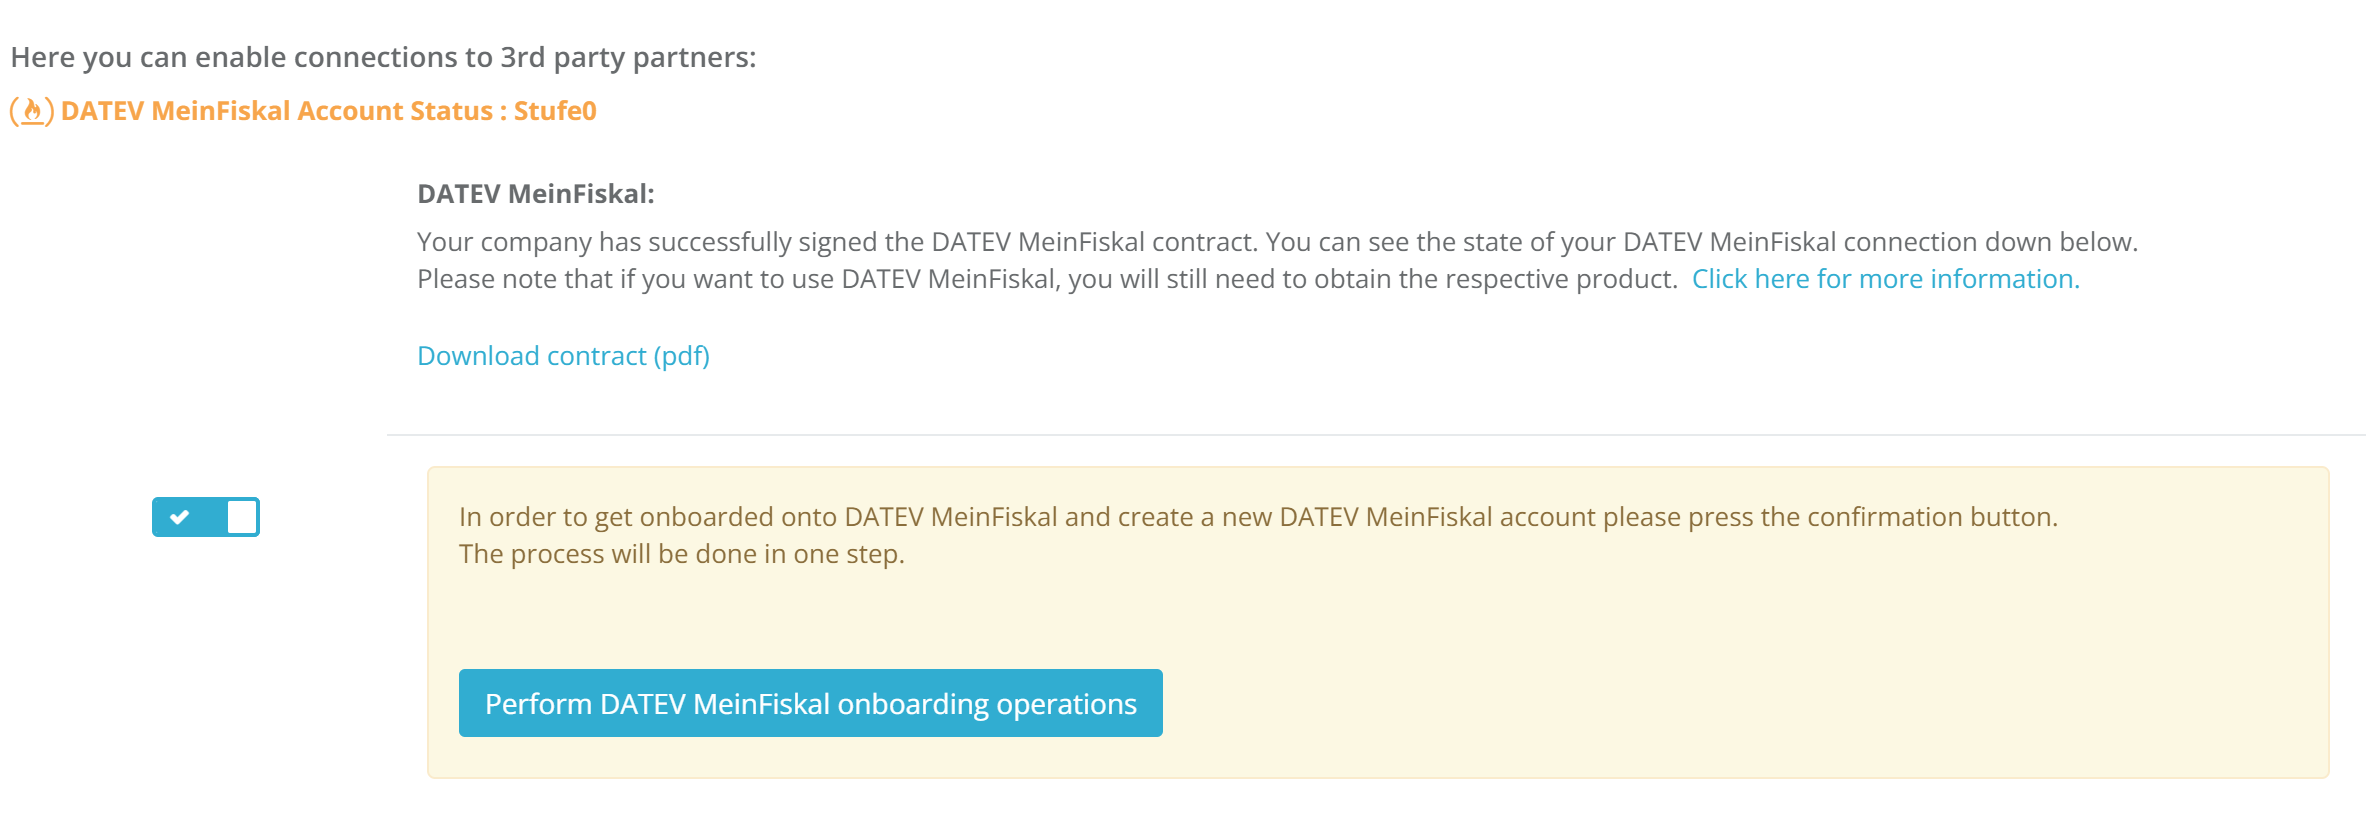 Here you can enable connections to 3rd party partners:
DATEV MeinFiskal Account Status : Stufe0
DATEV MeinFiskal:
Your company has successfully signed the DATEV MeinFiskal contract. You can see the state of your DATEV MeinFiskal connection down below.
Please note that if you want to use DATEV MeinFiskal, you will still need to obtain the respective product. Click here for more information.
Download contract (pdf)
In order to get onboarded onto DATEV MeinFiskal and create a new DATEV MeinFiskal account please press the confirmation button.
The process will be done in one step.
Perform DATEV MeinFiskal onboarding operations